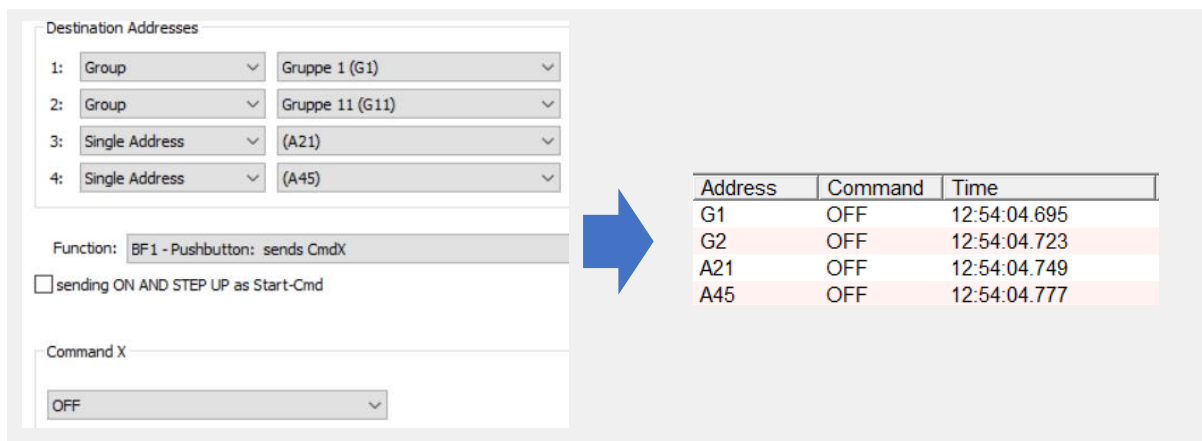 Destination Addresses
1: Group Gruppe 1 (G1)
2: Group Gruppe 11 (G11)
3: Single Address (A21)
4: Single Address (A45)
Function: BF1 - Pushbutton: sends CmdX
sending ON AND STEP UP as Start-Cmd
Command X
OFF
Address Command Time
G1 OFF 12:54:04.695
G2 OFF 12:54:04.723
A21 OFF 12:54:04.749
A45 OFF 12:54:04.777